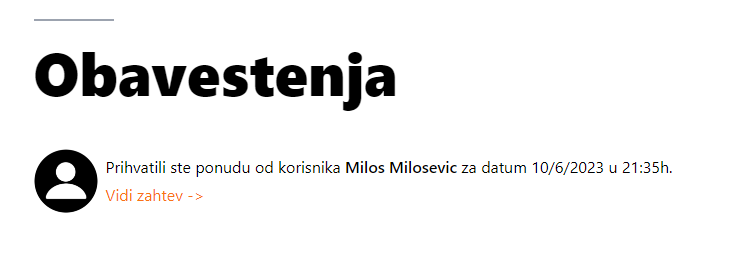 Obavestenja
Prihvatili ste ponudu od korisnika Milos Milosevic za datum 10/6/2023 u 21:35h.
Vidi zahtev ->